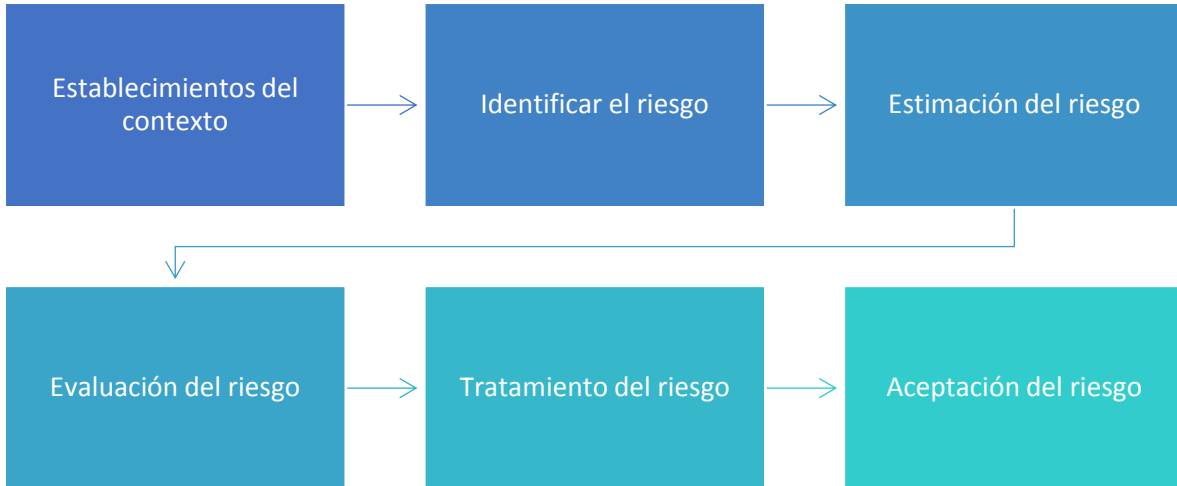 Establecimientos del
contexto
Identificar el riesgo
Estimación del riesgo
Evaluación del riesgo
Tratamiento del riesgo
Aceptación del riesgo